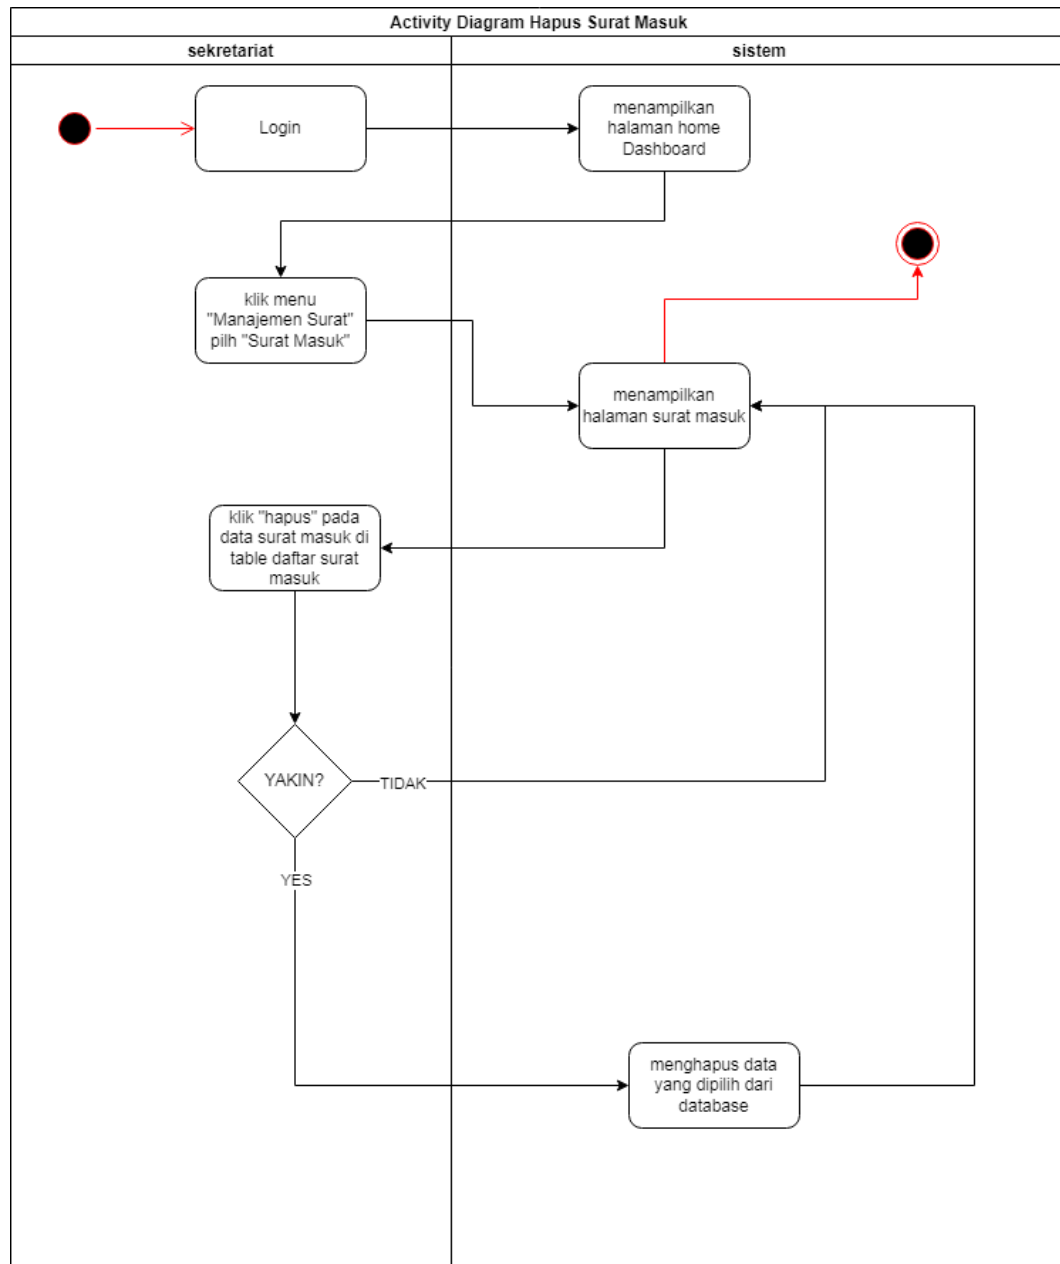 Activity Diagram Hapus Surat Masuk
sekretariat
sistem
Login
menampilkan
halaman home
Dashboard
klik menu
"Manajemen Surat"
pilh "Surat Masuk"
menampilkan
halaman surat masuk
klik "hapus" pada
data surat masuk di
table daftar surat
masuk
YAKIN?
TIDAK
YES
menghapus data
yang dipilih dari
database